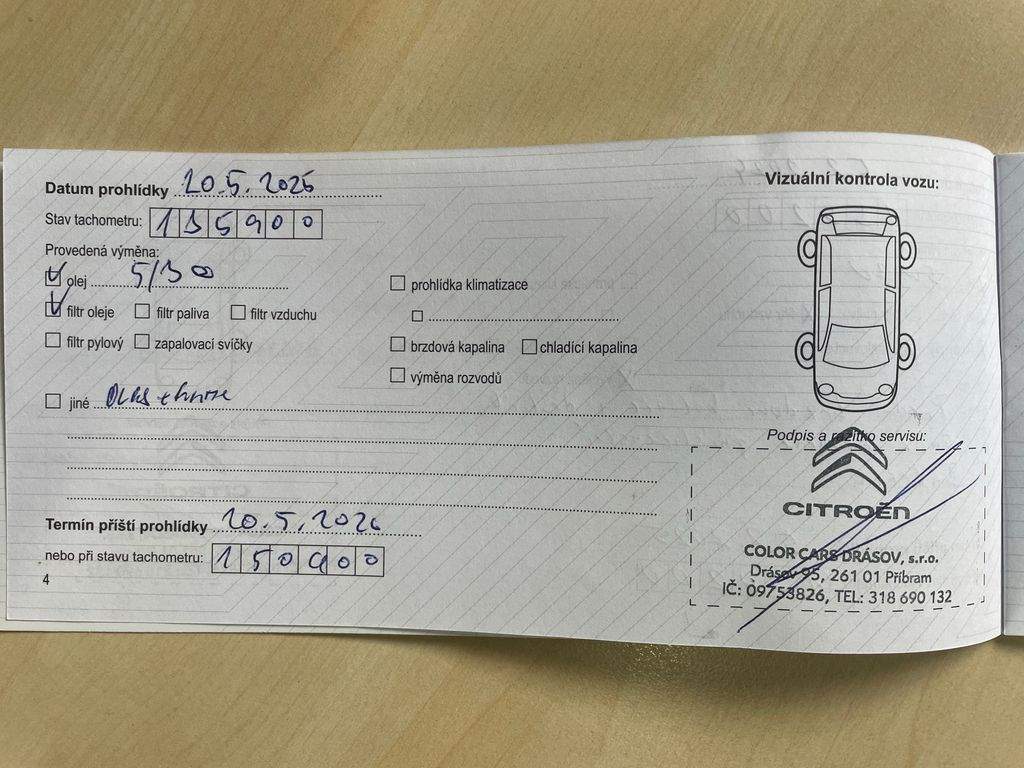 Datum prohlídky 20.5.2025
Stav tachometru: 135900
Provedená výměna:
olej 5/30
filtr oleje filtr paliva filtr vzduchu
filtr pylový zapalovací svíčky
jiné
prohlídka klimatizace
brzdová kapalina chladící kapalina
výměna rozvodů
Termín příští prohlídky 20.5.2026
nebo při stavu tachometru: 150900
4
Vizuální kontrola vozu:
Podpis a razítko servisu:
CITROËN
COLOR CARS DRÁSOV, s.r.o.
Drásov 95, 261 01 Příbram
IČ: 09753826, TEL: 318 690 132